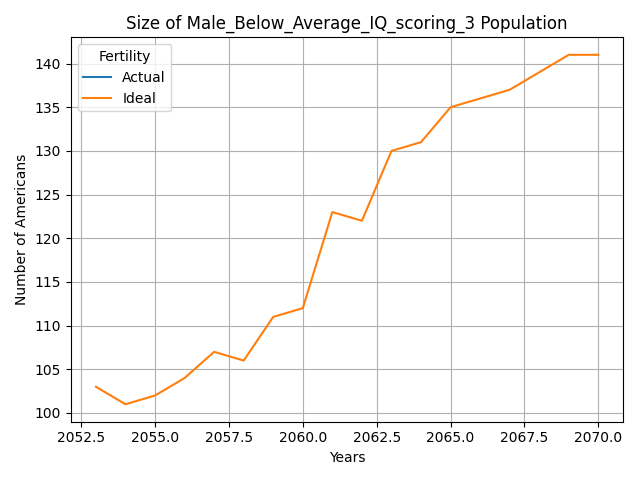 Size of Male_Below_Average_IQ_scoring_3 Population
Fertility
Actual
Ideal
140
135
130
125
120
115
110
105
100
Number of Americans
2052.5 2055.0 2057.5 2060.0 2062.5 2065.0 2067.5 2070.0
Years